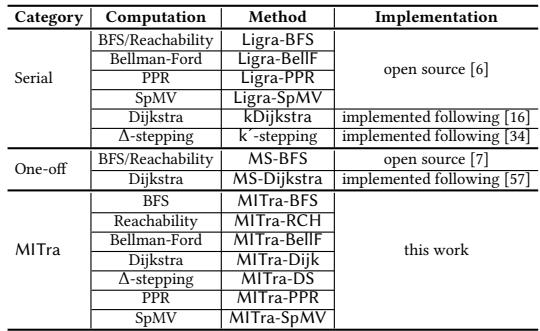 Category Computation Method Implementation
BFS/Reachability Ligra-BFS
Bellman-Ford Ligra-BellF
PPR Ligra-PPR
SpMV Ligra-SpMV
open source [6]
Serial
Dijkstra kDijkstra implemented following [16]
Δ-stepping k´-stepping implemented following [34]
One-off
BFS/Reachability MS-BFS open source [7]
Dijkstra MS-Dijkstra implemented following [57]
BFS MITra-BFS
Reachability MITra-RCH
Bellman-Ford MITra-BellF
MITra Dijkstra MITra-Dijk this work
Δ-stepping MITra-DS
PPR MITra-PPR
SpMV MITra-SpMV